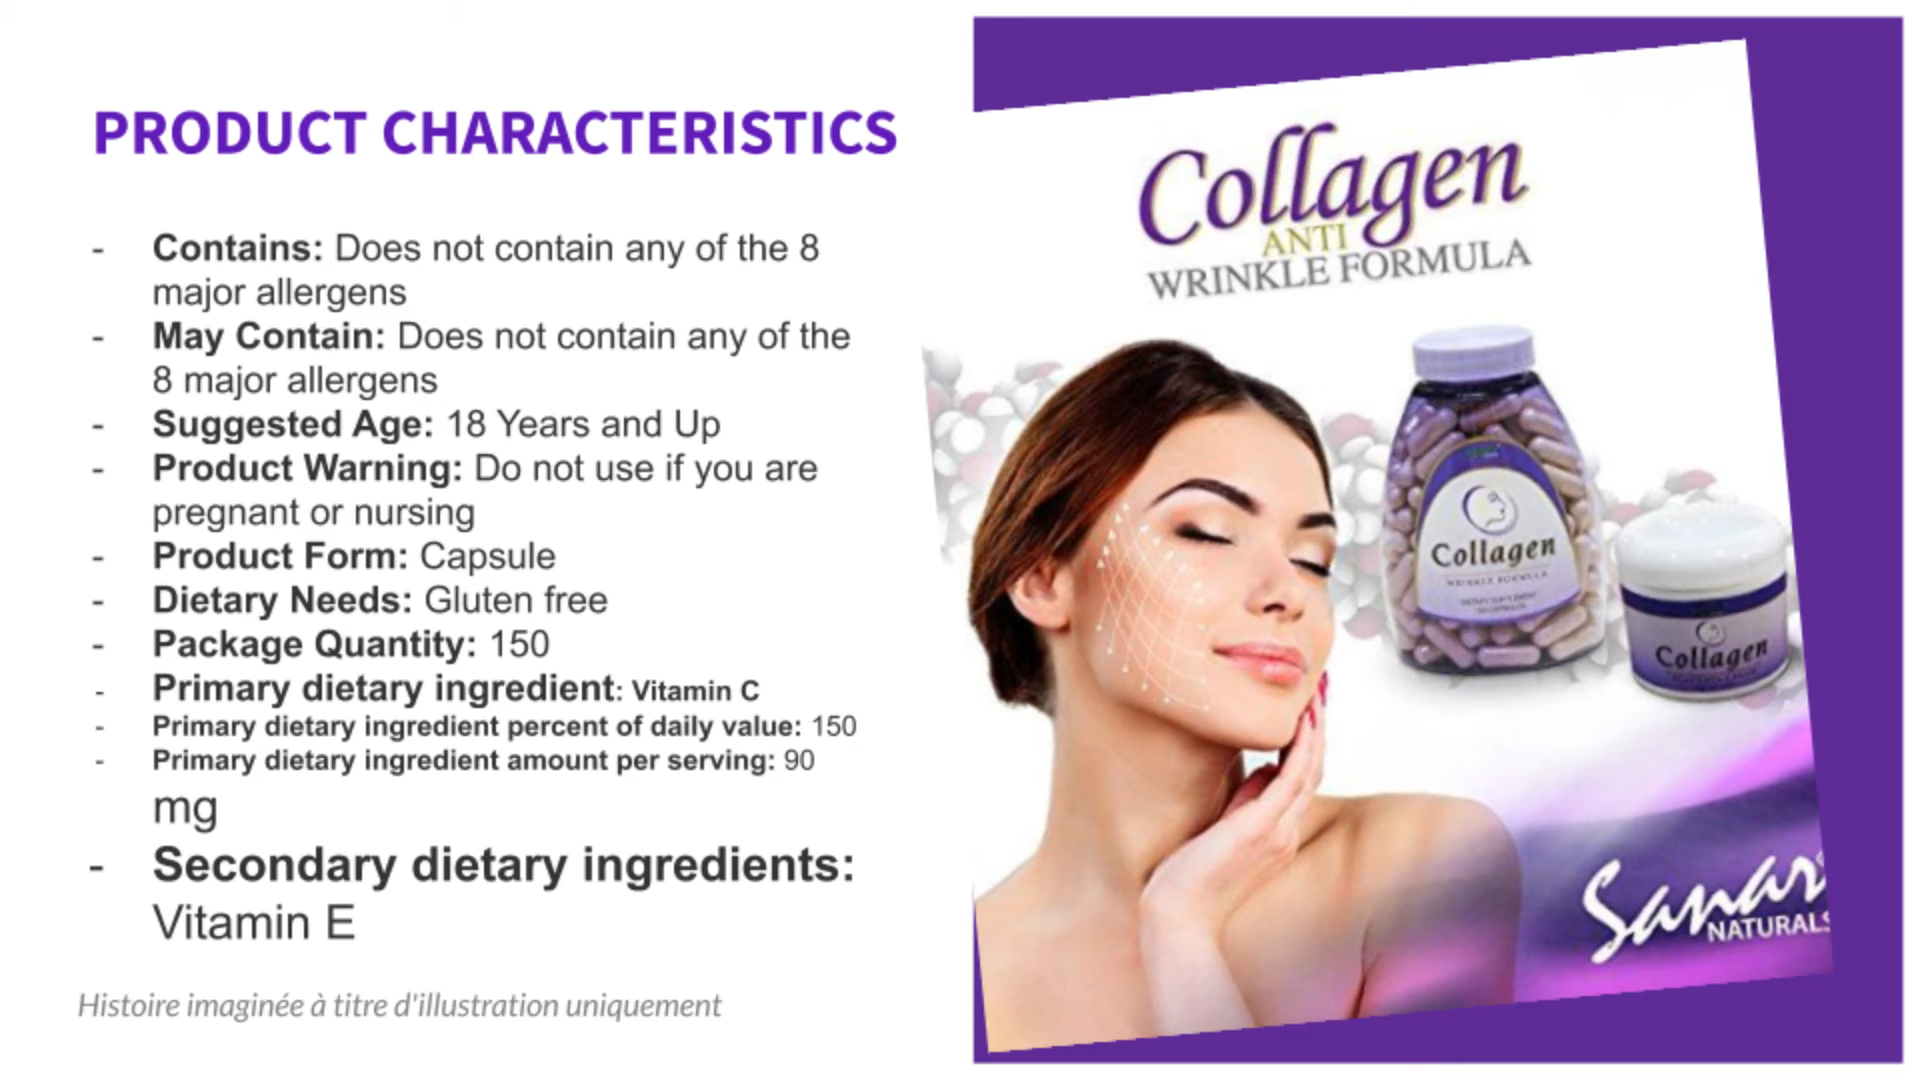 PRODUCT CHARACTERISTICS
- Contains: Does not contain any of the 8
major allergens
- May Contain: Does not contain any of the
8 major allergens
- Suggested Age: 18 Years and Up
- Product Warning: Do not use if you are
pregnant or nursing
- Product Form: Capsule
- Dietary Needs: Gluten free
- Package Quantity: 150
- Primary dietary ingredient: Vitamin C
- Primary dietary ingredient percent of daily value: 150
- Primary dietary ingredient amount per serving: 90
mg
- Secondary dietary ingredients:
Vitamin E
Histoire imaginée à titre d'illustration uniquement
Collagen
ANTI
WRINKLE FORMULA
Collagen
WRINKLE FORMULA
Collagen
Sanar
NATURALS